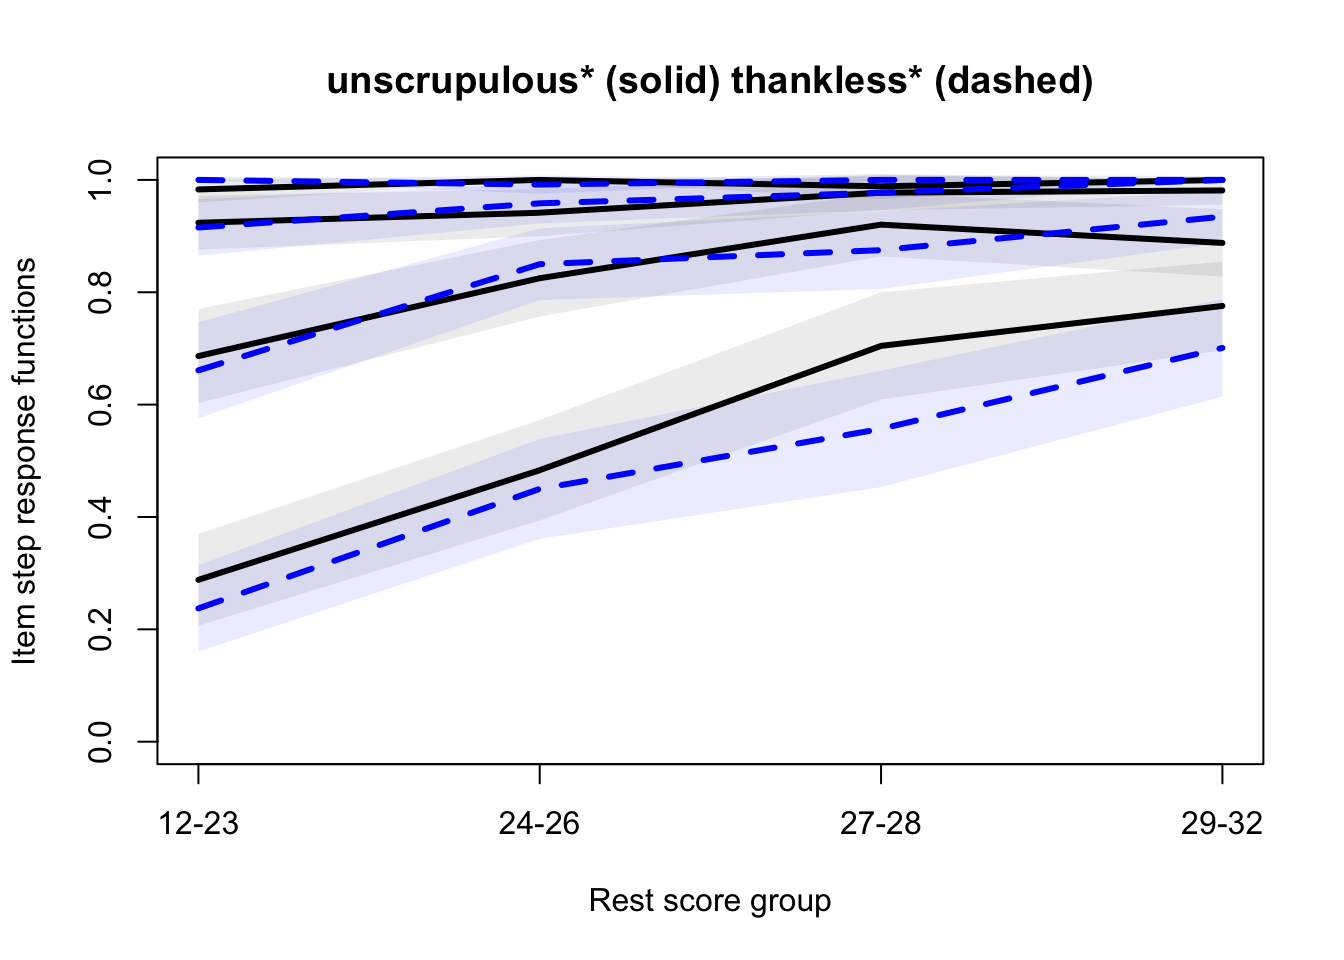 unscrupulous* (solid) thankless* (dashed)
Item step response functions
1.0
0.8
0.6
0.4
0.2
0.0
12-23 24-26 27-28 29-32
Rest score group